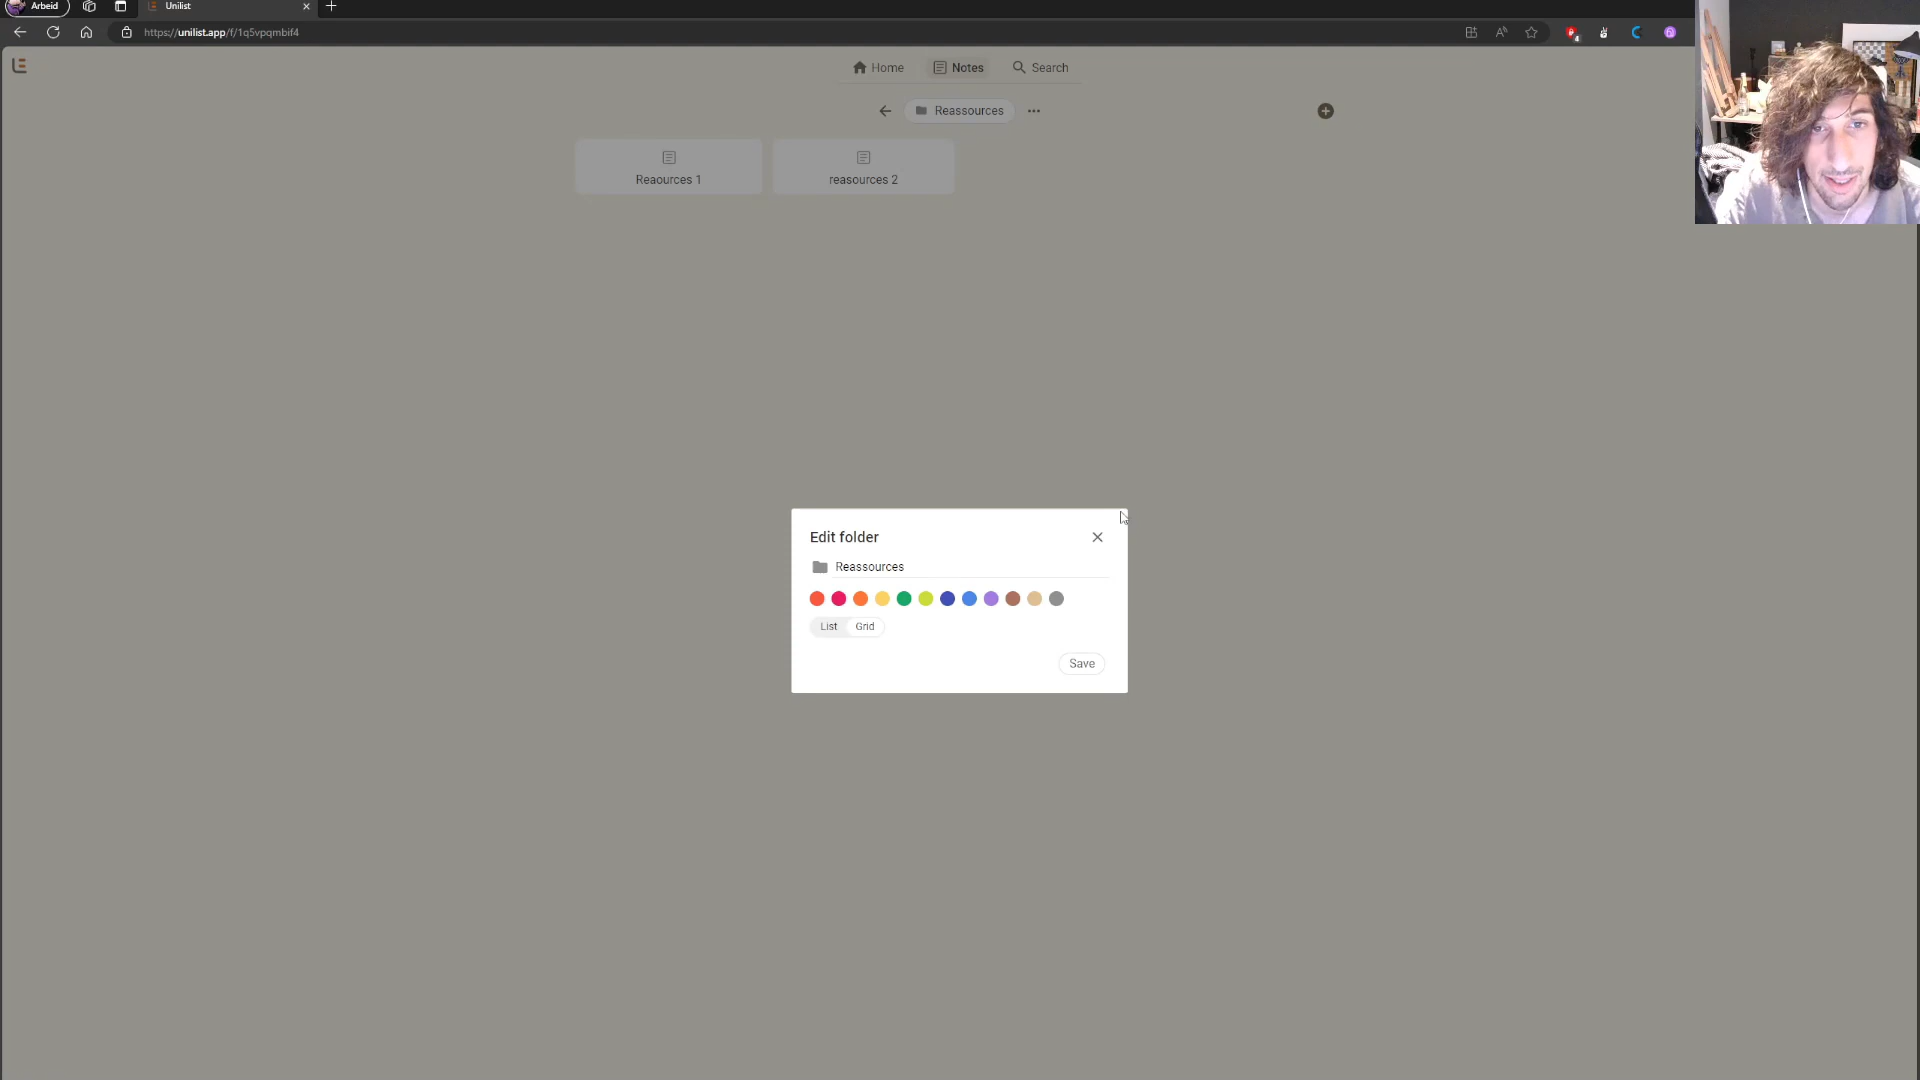 Arbeid
Unilist
https://unilist.app/f/1q5vpqmbif4
Home
Notes
Search
Reassources
Reaources 1
reasources 2
Edit folder
Reassources
List
Grid
Save